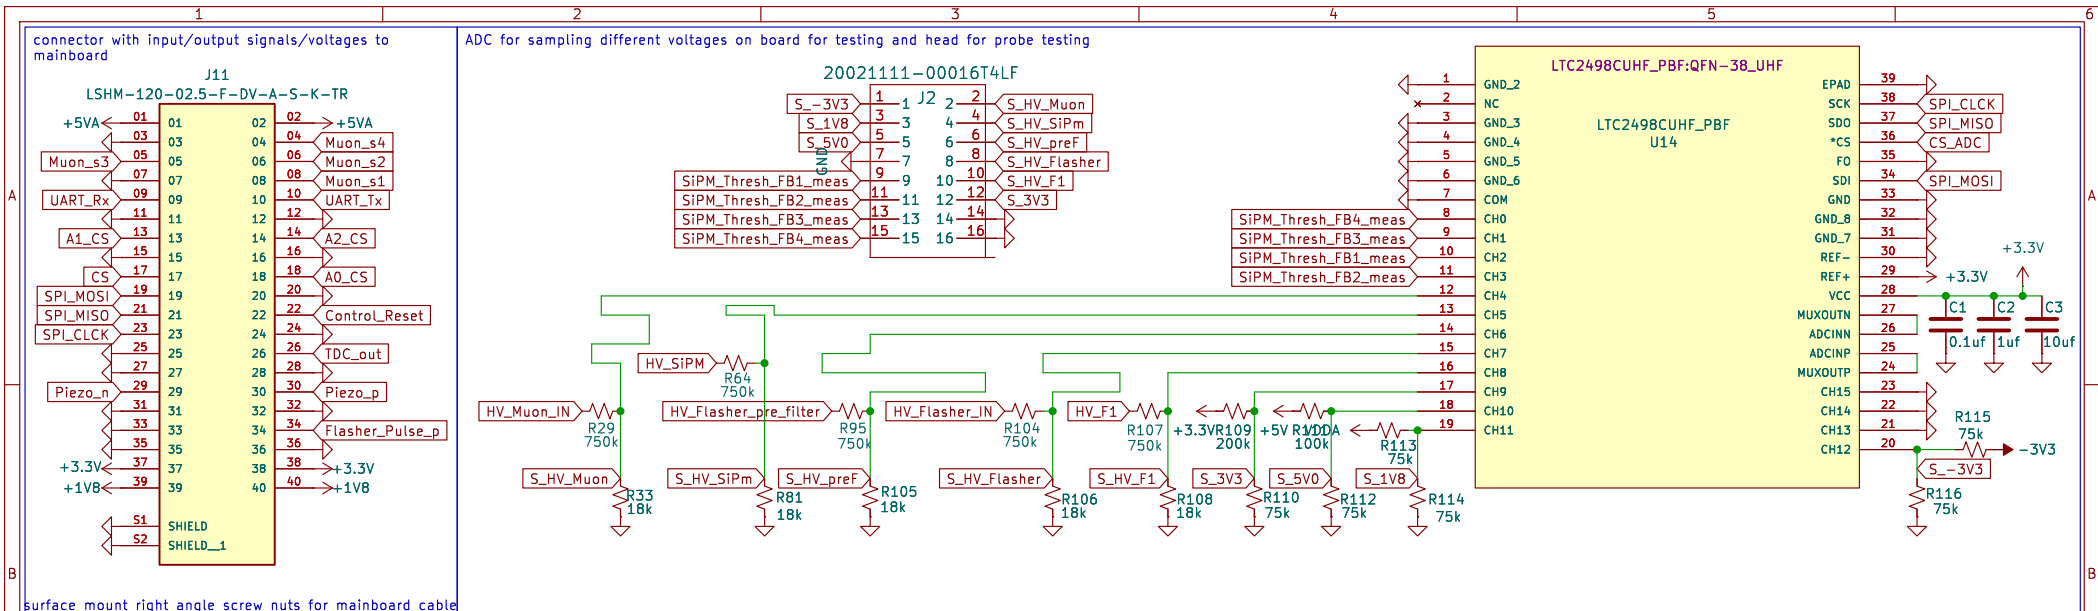 1 2 3 4 5 6
connector with input/output signals/voltages to
mainboard
ADC for sampling different voltages on board for testing and head for probe testing
J11
LSHM-120-02.5-F-DV-A-S-K-TR
+5VA 01 01 02 02 +5VA
03 03 04 04 Muon_s4
Muon_s3 05 05 06 06 Muon_s2
07 07 08 08 Muon_s1
UART_Rx 09 09 10 10 UART_Tx
11 11 12 12
A1_CS 13 13 14 14 A2_CS
15 15 16 16
CS 17 17 18 18 A0_CS
SPI_MOSI 19 19 20 20
SPI_MISO 21 21 22 22 Control_Reset
SPI_CLCK 23 23 24 24
25 25 26 26 TDC_out
27 27 28 28
Piezo_n 29 29 30 30 Piezo_p
31 31 32 32
33 33 34 34 Flasher_Pulse_p
35 35 36 36
+3.3V 37 37 38 38 +3.3V
+1V8 39 39 40 40 +1V8
S1 SHIELD
S2 SHIELD__1
surface mount right angle screw nuts for mainboard cable
20021111-00016T4LF
J2
S_-3V3 1 1 2 2 S_HV_Muon
S_1V8 3 3 4 4 S_HV_SiPm
S_5V0 5 5 6 6 S_HV_preF
GND 7 7 8 8 S_HV_Flasher
SiPM_Thresh_FB1_meas 9 9 10 10 S_HV_F1
SiPM_Thresh_FB2_meas 11 11 12 12 S_3V3
SiPM_Thresh_FB3_meas 13 13 14 14
SiPM_Thresh_FB4_meas 15 15 16 16
LTC2498CUHF_PBF:QFN-38_UHF
LTC2498CUHF_PBF
U14
1 GND_2 EPAD 39
2 NC SCK 38 SPI_CLCK
3 GND_3 SDO 37 SPI_MISO
4 GND_4 *CS 36 CS_ADC
5 GND_5 FO 35
6 GND_6 SDI 34 SPI_MOSI
7 COM GND 33
SiPM_Thresh_FB4_meas 8 CH0 GND_8 32
SiPM_Thresh_FB3_meas 9 CH1 GND_7 31
SiPM_Thresh_FB1_meas 10 CH2 REF- 30
SiPM_Thresh_FB2_meas 11 CH3 REF+ 29 +3.3V
12 CH4 VCC 28
13 CH5 MUXOUTN 27
14 CH6 ADCINN 26
15 CH7 ADCINP 25
16 CH8 MUXOUTP 24
17 CH9 CH15 23
18 CH10 CH14 22
19 CH11 CH13 21
CH12 20
+3.3V
C1 C2 C3
0.1uf 1uf 10uf
R115
75k
-3V3
S_-3V3
R116
75k
HV_SiPM
R64
750k
HV_Muon_IN
R29
750k
HV_Flasher_pre_filter
R95
750k
HV_Flasher_IN
R104
750k
HV_F1
R107
750k
+3.3V
R109
200k
+5V
100k
R113
75k
S_HV_Muon
R33
18k
S_HV_SiPm
R81
18k
S_HV_preF
R105
18k
S_HV_Flasher
R106
18k
S_HV_F1
R108
18k
S_3V3
R110
75k
S_5V0
R112
75k
S_1V8
R114
75k
A A
B B